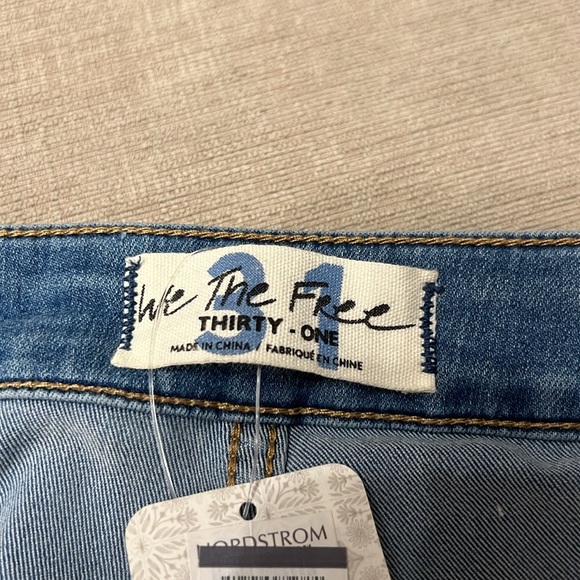 31
We The Free
THIRTY - ONE
MADE IN CHINA / FABRIQUÉ EN CHINE
NORDSTROM